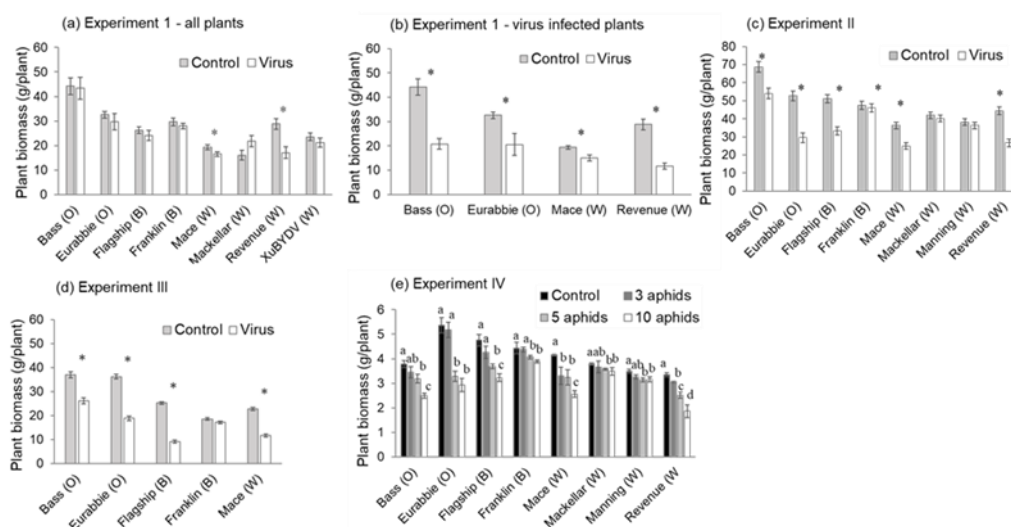 (a) Experiment 1 - all plants
Plant biomass (g/plant)
60
50
40
30
20
10
0
Control Virus
*
*
Bass (O)
Eurabbie (O)
Flagship (B)
Franklin (B)
Mace (W)
Mackellar (W)
Revenue (W)
XuBYDV (W)
(b) Experiment 1 - virus infected plants
Plant biomass (g/plant)
60
50
40
30
20
10
0
Control Virus
*
*
*
*
Bass (O)
Eurabbie (O)
Mace (W)
Revenue (W)
(c) Experiment II
Plant biomass (g/plant)
80
70
60
50
40
30
20
10
0
Control Virus
*
*
*
*
*
*
Bass (O)
Eurabbie (O)
Flagship (B)
Franklin (B)
Mace (W)
Mackellar (W)
Manning (W)
Revenue (W
(d) Experiment III
Plant biomass (g/plant)
60
50
40
30
20
10
0
Control Virus
*
*
*
*
Bass (O)
Eurabbie (O)
Flagship (B)
Franklin (B)
Mace (W)
(e) Experiment IV
Plant biomass (g/plant)
6
5
4
3
2
1
0
Control 3 aphids
5 aphids 10 aphids
a ab b c
a a b b
a a b c
a a b b
a b b c
a ab b b
a ab b b
a b c d
Bass (O)
Eurabbie (O)
Flagship (B)
Franklin (B)
Mace (W)
Mackellar (W)
Manning (W)
Revenue (W